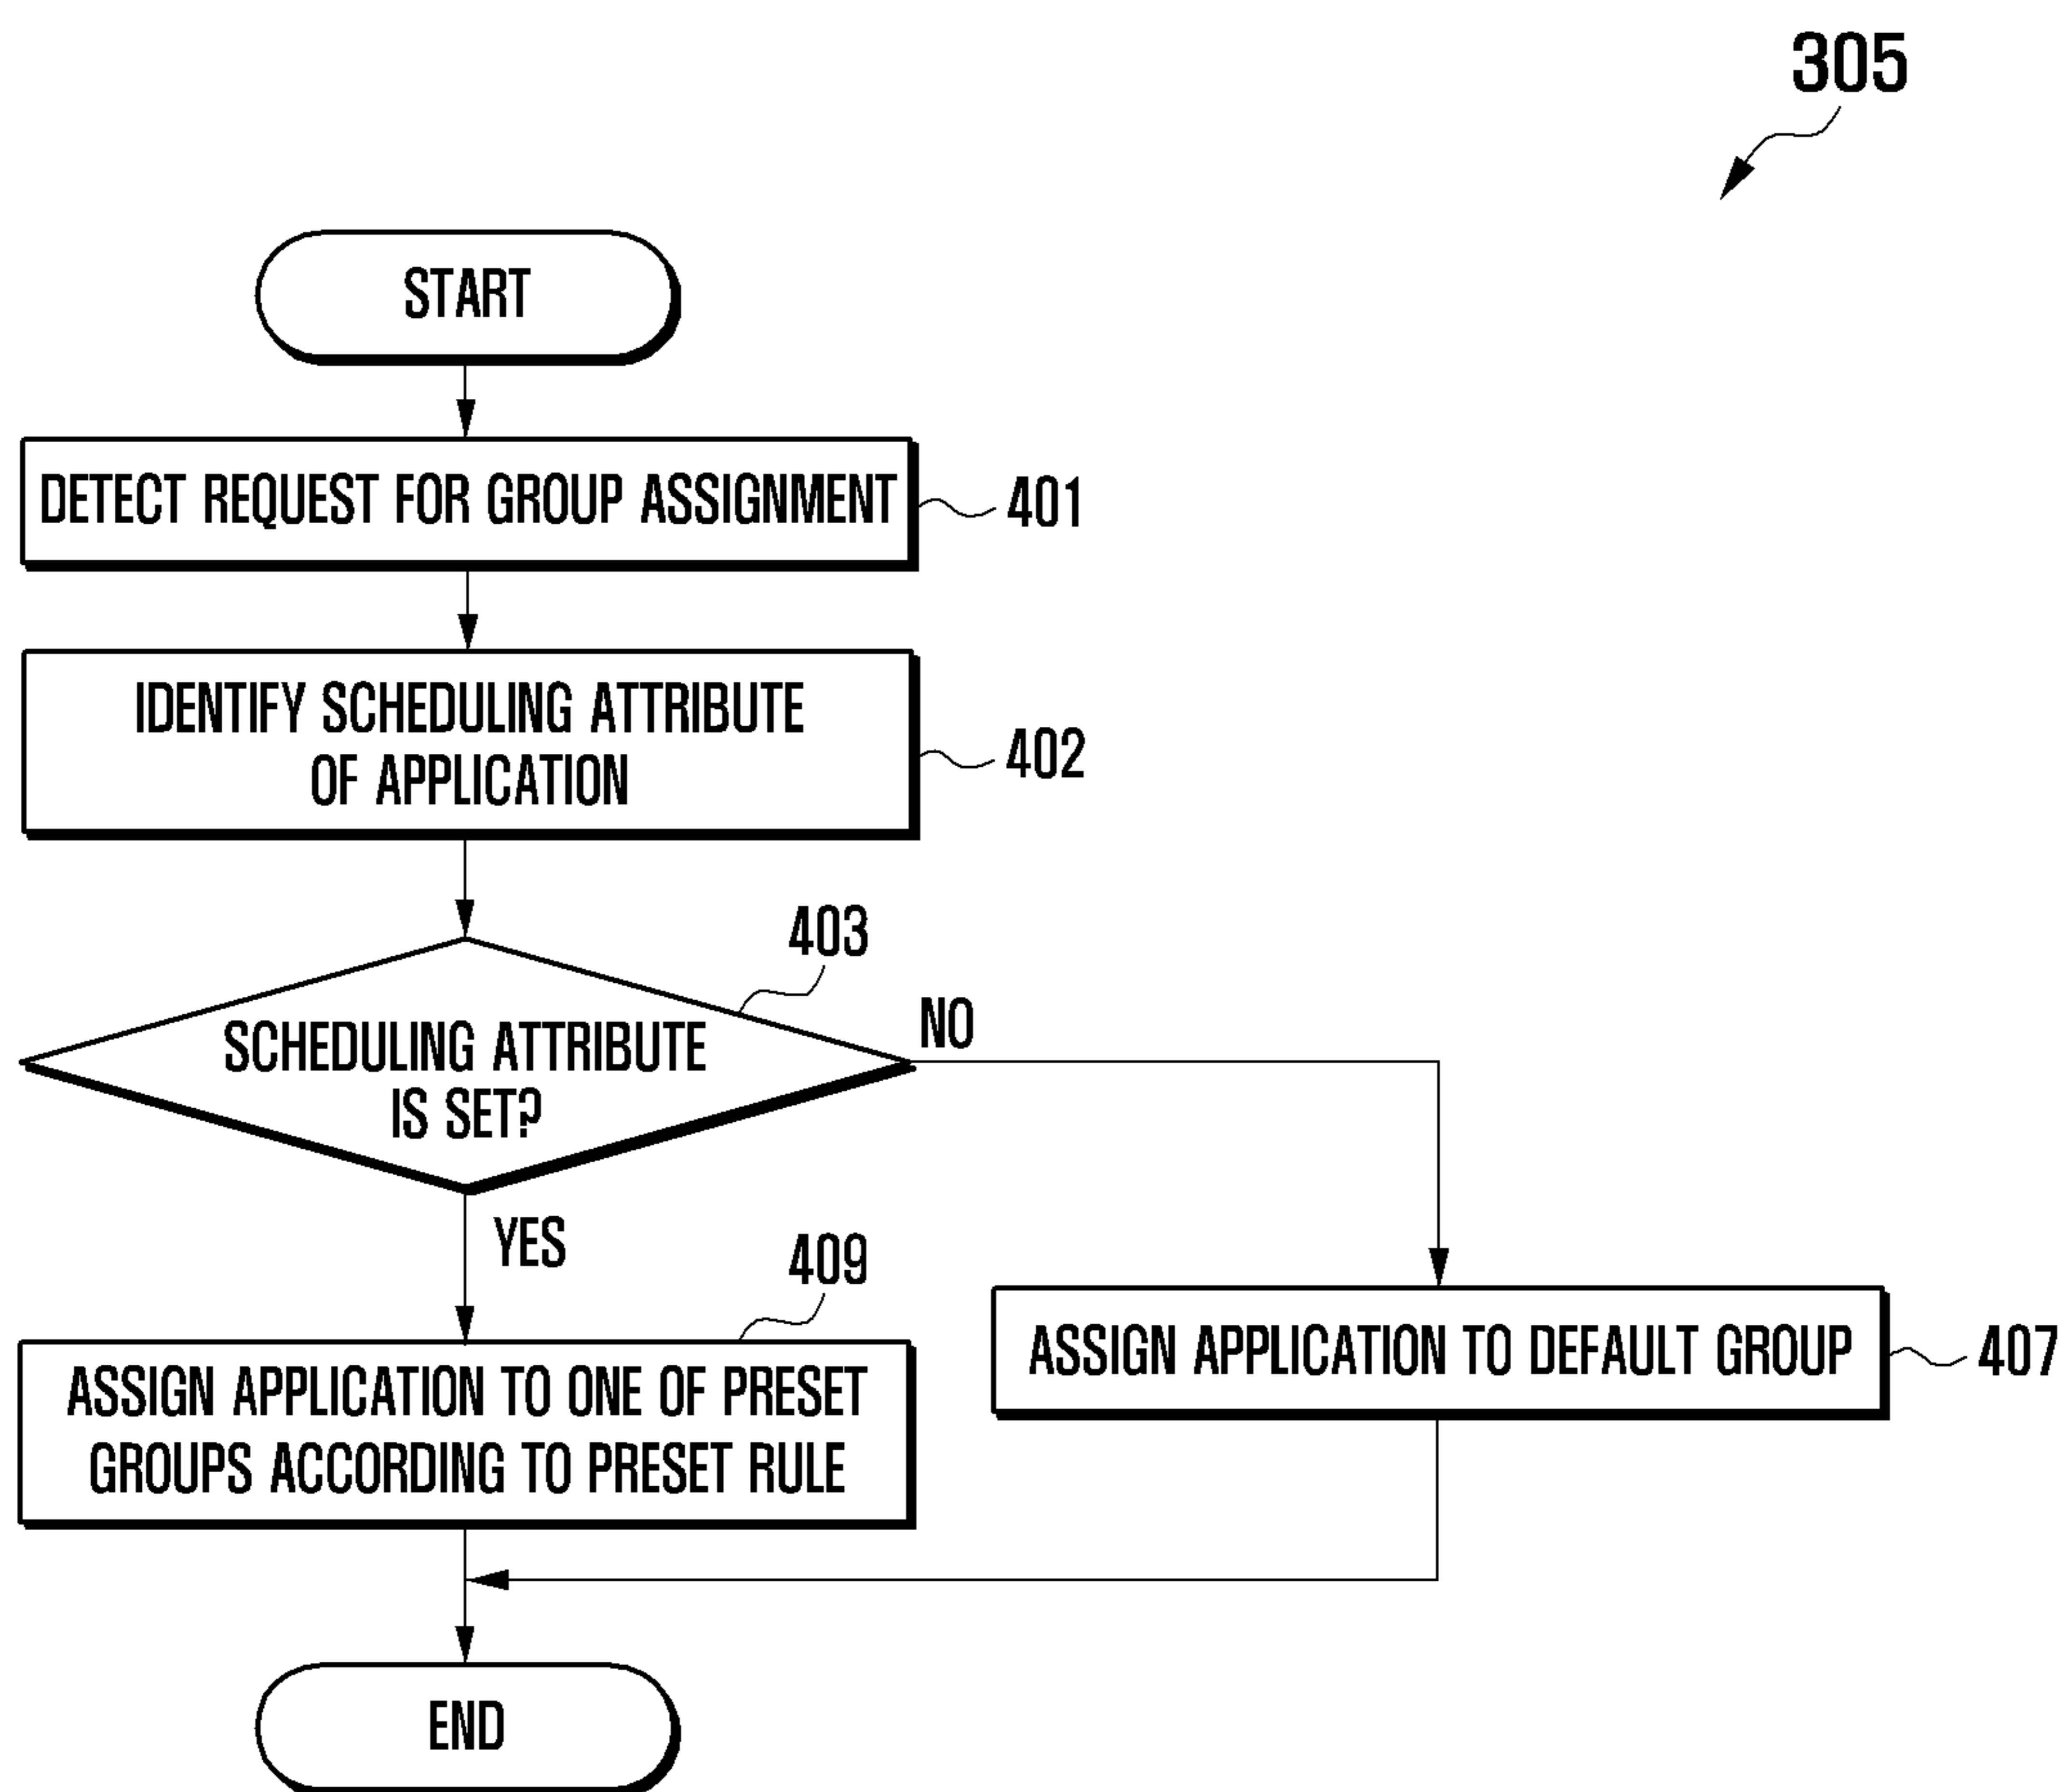 305
START
DETECT REQUEST FOR GROUP ASSIGNMENT
401
IDENTIFY SCHEDULING ATTRIBUTE
OF APPLICATION
402
403
SCHEDULING ATTRIBUTE
IS SET?
NO
YES
409
ASSIGN APPLICATION TO ONE OF PRESET
GROUPS ACCORDING TO PRESET RULE
ASSIGN APPLICATION TO DEFAULT GROUP
407
END